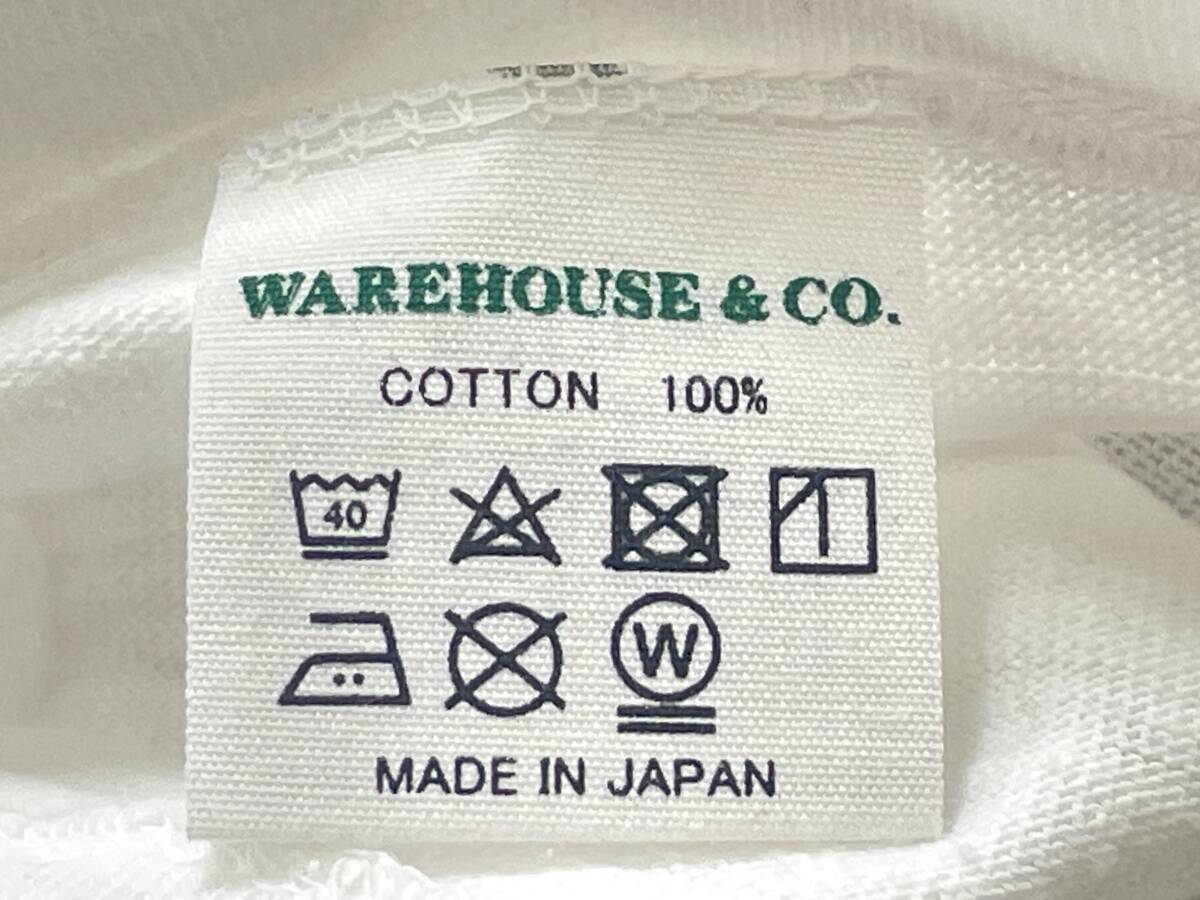 WAREHOUSE & CO.
COTTON 100%
40
W
MADE IN JAPAN